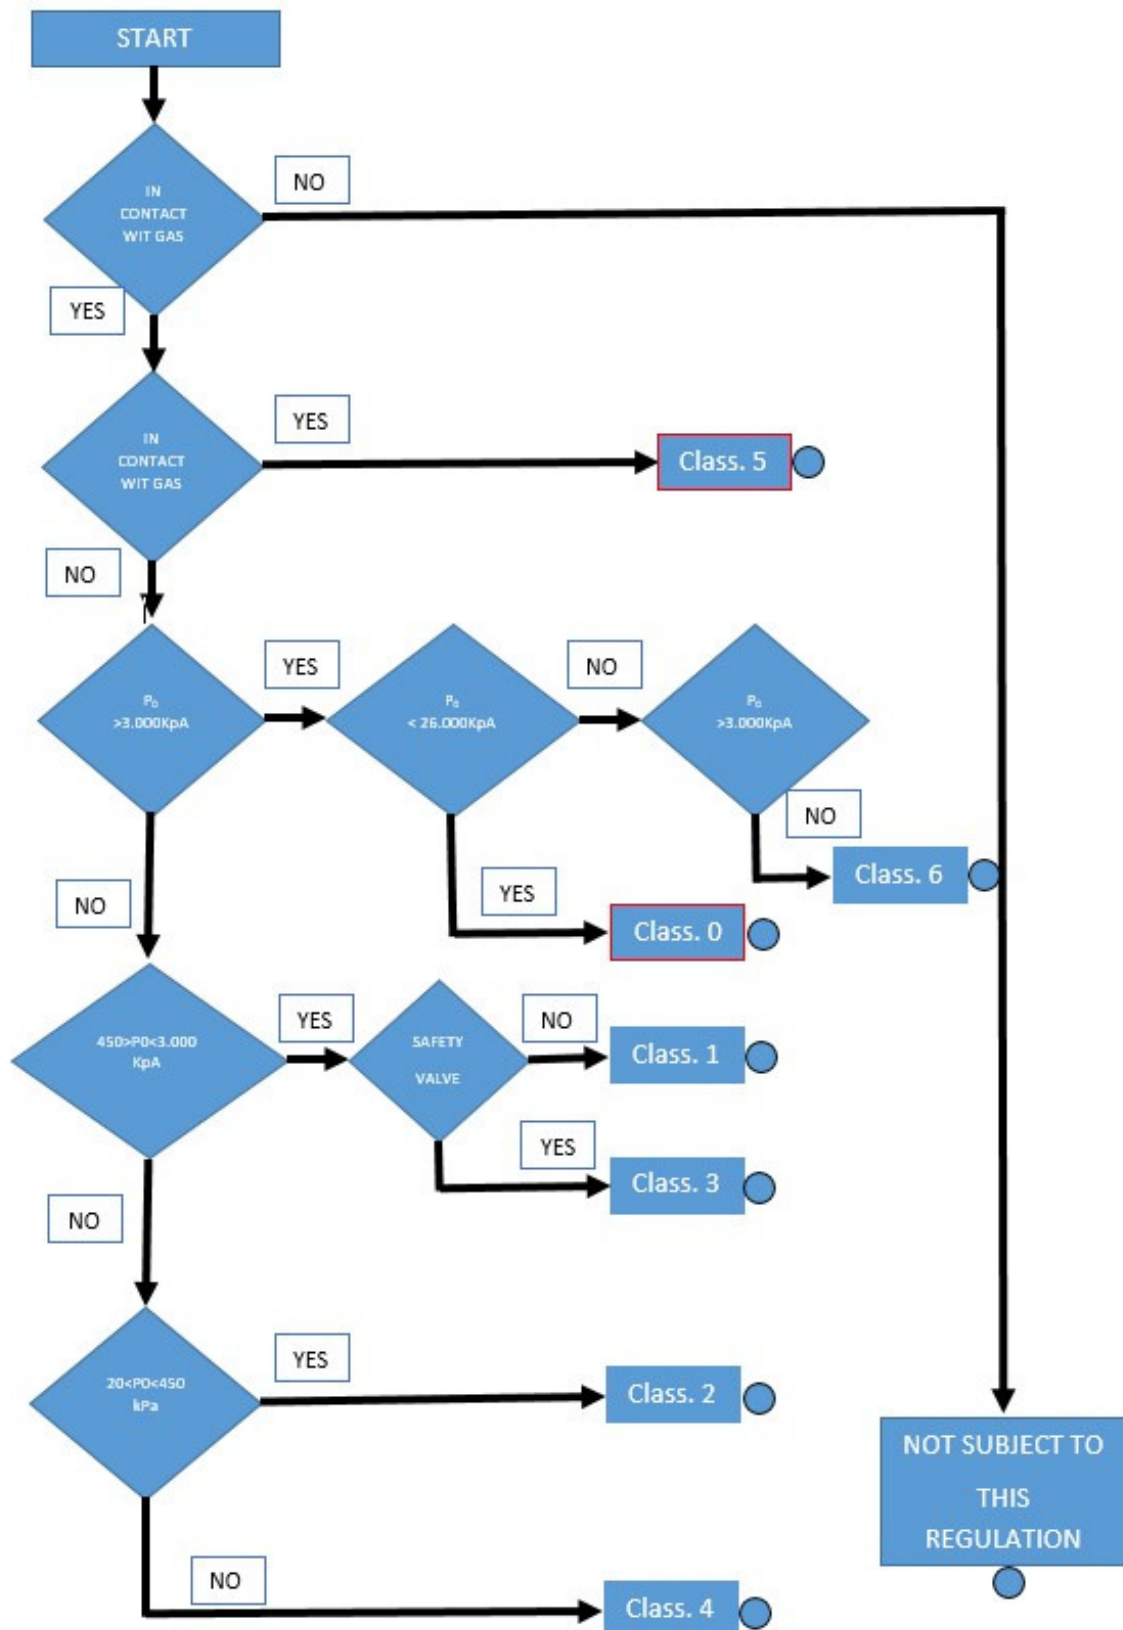 START
IN
CONTACT
WIT GAS
NO
YES
IN
CONTACT
WIT GAS
YES
Class. 5
NO
P₀
>3.000KpA
YES
P₀
< 26.000KpA
NO
P₀
>3.000KpA
NO
Class. 6
YES
Class. 0
NO
450>P0<3.000
KpA
YES
SAFETY
VALVE
NO
Class. 1
YES
Class. 3
NO
20<P0<450
kPa
YES
Class. 2
NOT SUBJECT TO
THIS
REGULATION
NO
Class. 4